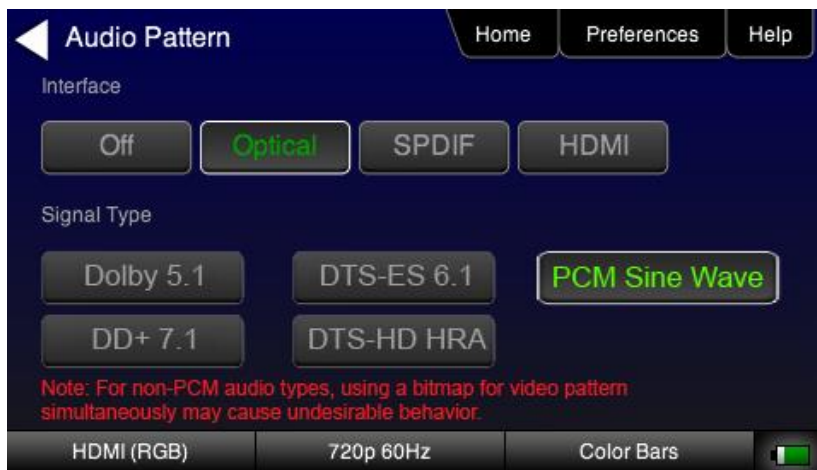 Audio Pattern
Home
Preferences
Help
Interface
Off
Optical
SPDIF
HDMI
Signal Type
Dolby 5.1
DTS-ES 6.1
PCM Sine Wave
DD+ 7.1
DTS-HD HRA
Note: For non-PCM audio types, using a bitmap for video pattern
simultaneously may cause undesirable behavior.
HDMI (RGB)
720p 60Hz
Color Bars